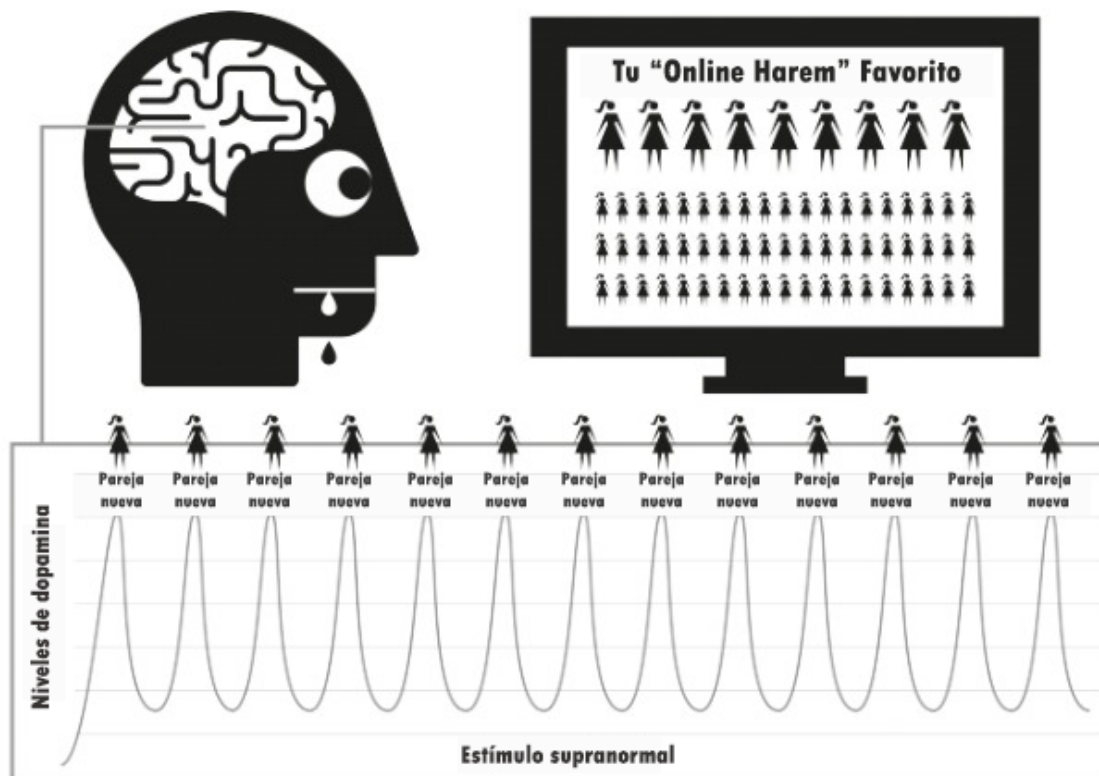 Tu “Online Harem” Favorito
Pareja Pareja Pareja Pareja Pareja Pareja Pareja Pareja Pareja Pareja Pareja Pareja Pareja
nueva nueva nueva nueva nueva nueva nueva nueva nueva nueva nueva nueva nueva
Niveles de dopamina
Estímulo supranormal